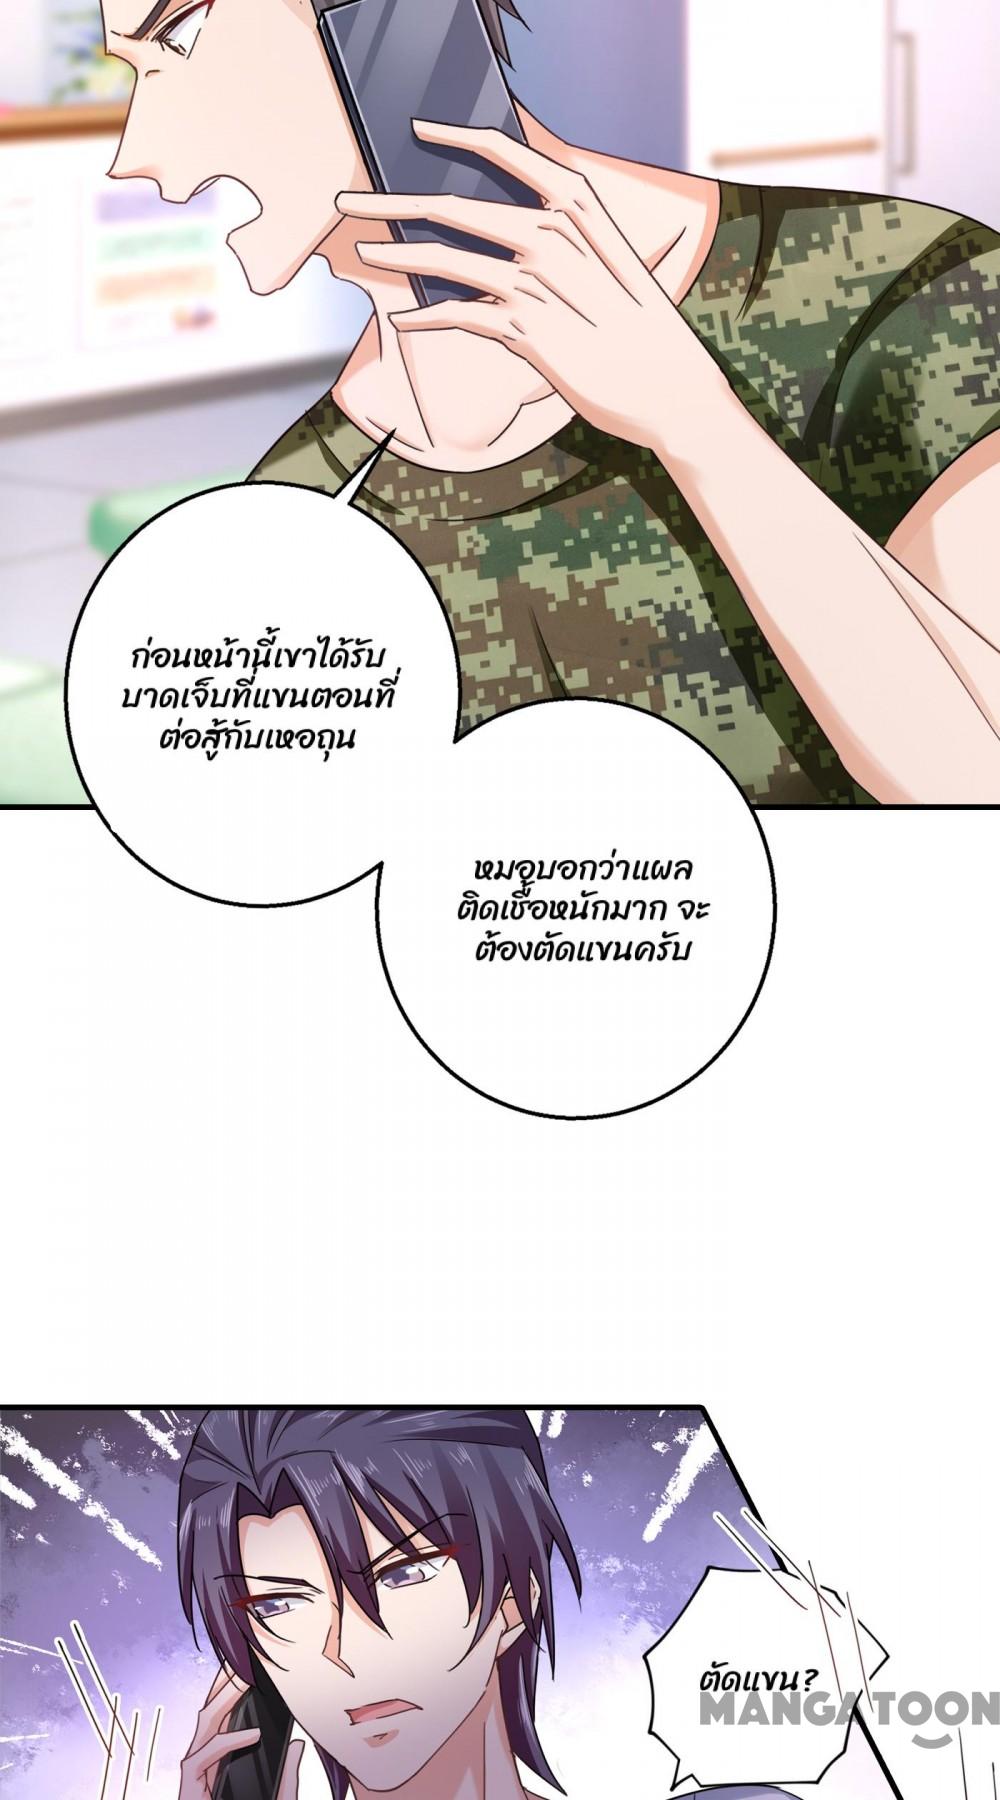 ก่อนหน้านี้เขาได้รับ
บาดเจ็บที่แขนตอนที่
ต่อสู้กับเหอถุน
หมอบอกว่าแผล
ติดเชื้อหนักมาก จะ
ต้องตัดแขนครับ
ตัดแขน?
MANGATOON